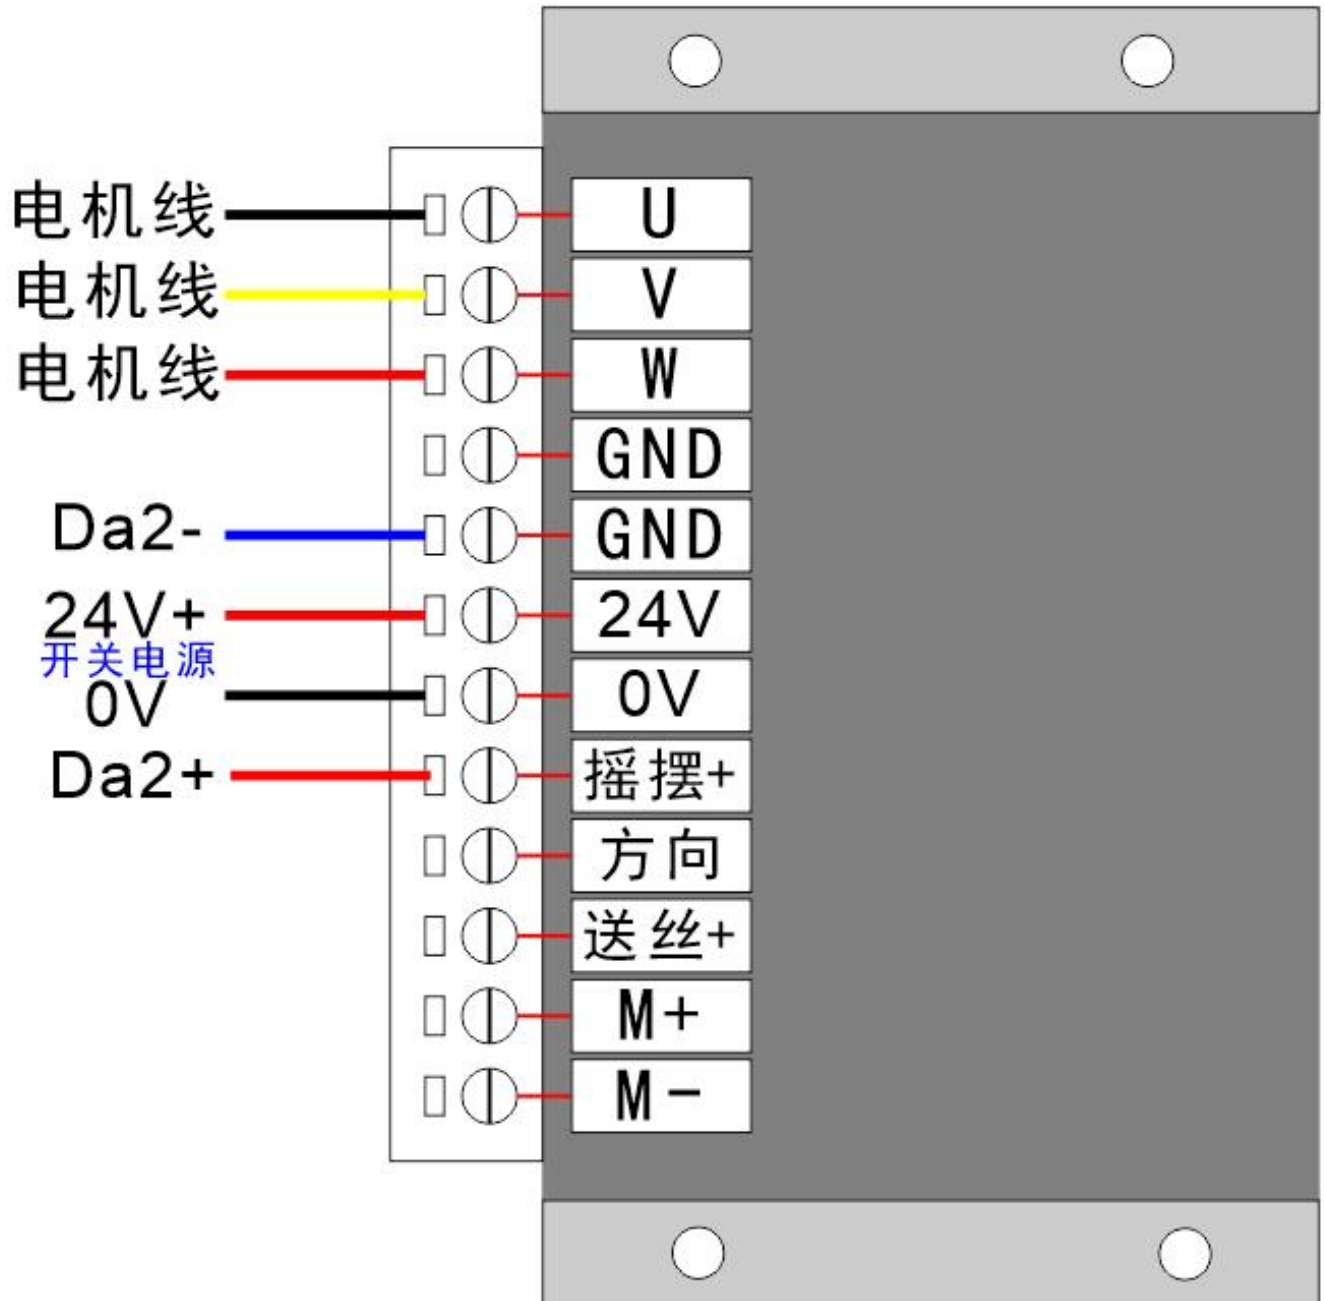 电机线 U
电机线 V
电机线 W
GND
Da2- GND
24V+ 24V
开关电源
0V 0V
Da2+ 摇摆+
方向
送丝+
M+
M-